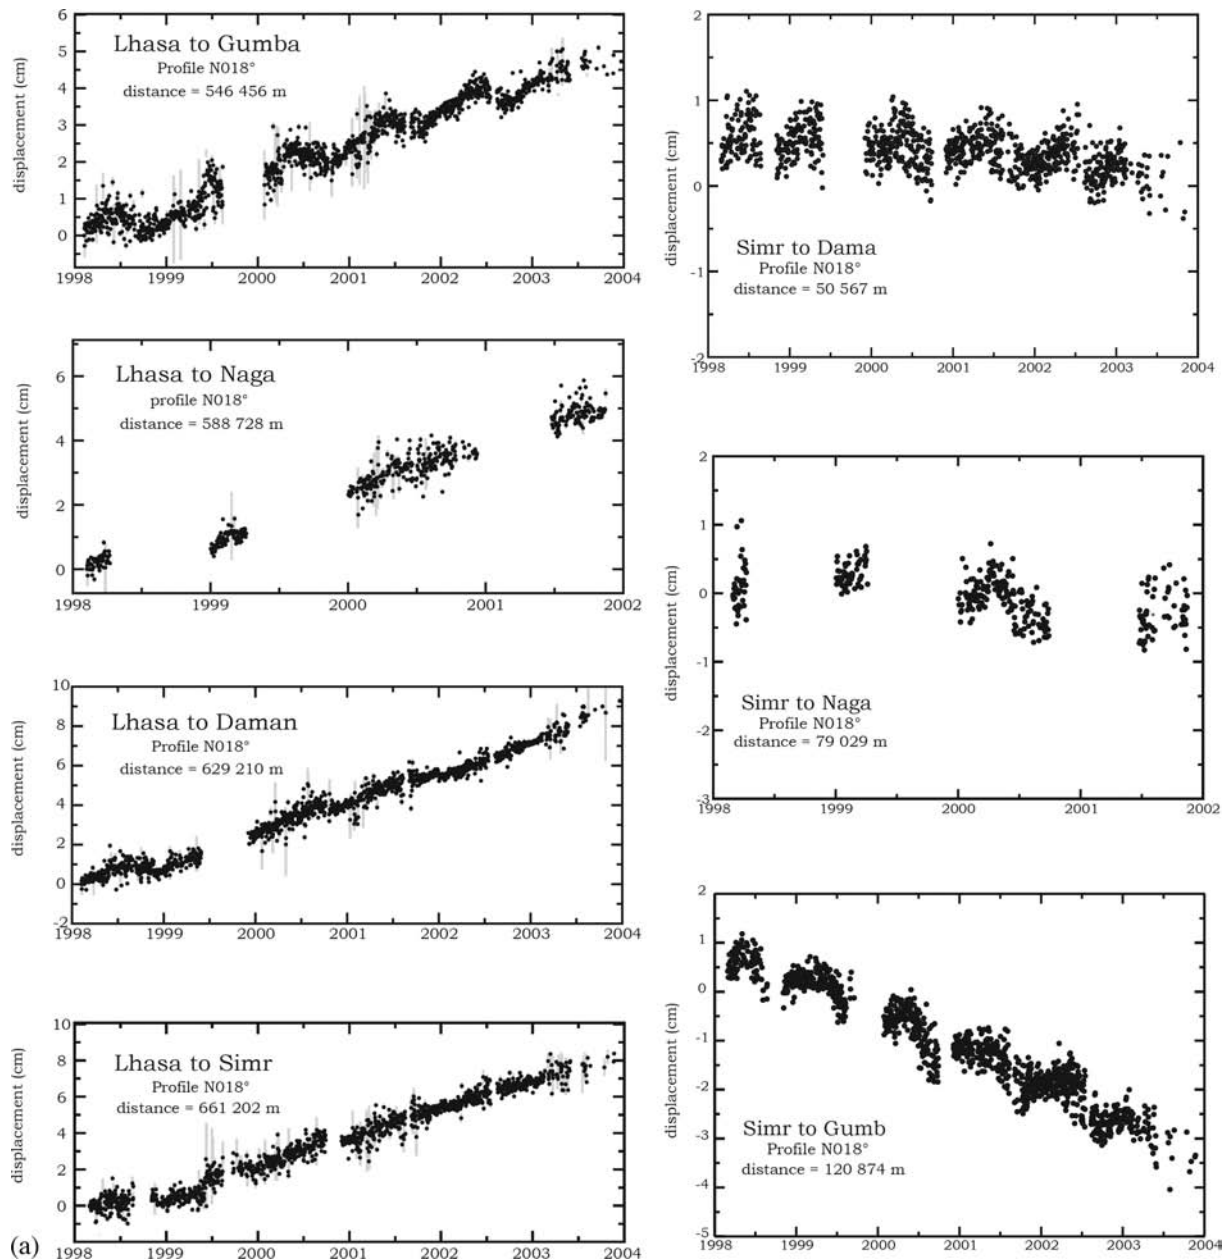 displacement (cm)
6
5
4
3
2
1
0
Lhasa to Gumba
Profile N018°
distance = 546 456 m
1998 1999 2000 2001 2002 2003 2004
displacement (cm)
6
4
2
0
Lhasa to Naga
profile N018°
distance = 588 728 m
1998 1999 2000 2001 2002
displacement (cm)
10
8
6
4
2
0
-2
Lhasa to Daman
Profile N018°
distance = 629 210 m
1998 1999 2000 2001 2002 2003 2004
displacement (cm)
10
8
6
4
2
0
Lhasa to Simr
Profile N018°
distance = 661 202 m
1998 1999 2000 2001 2002 2003 2004
(a)
displacement (cm)
2
1
0
-1
-2
Simr to Dama
Profile N018°
distance = 50 567 m
1998 1999 2000 2001 2002 2003 2004
displacement (cm)
2
1
0
-1
-2
-3
Simr to Naga
Profile N018°
distance = 79 029 m
1998 1999 2000 2001 2002
displacement (cm)
2
1
0
-1
-2
-3
-4
-5
Simr to Gumb
Profile N018°
distance = 120 874 m
1998 1999 2000 2001 2002 2003 2004